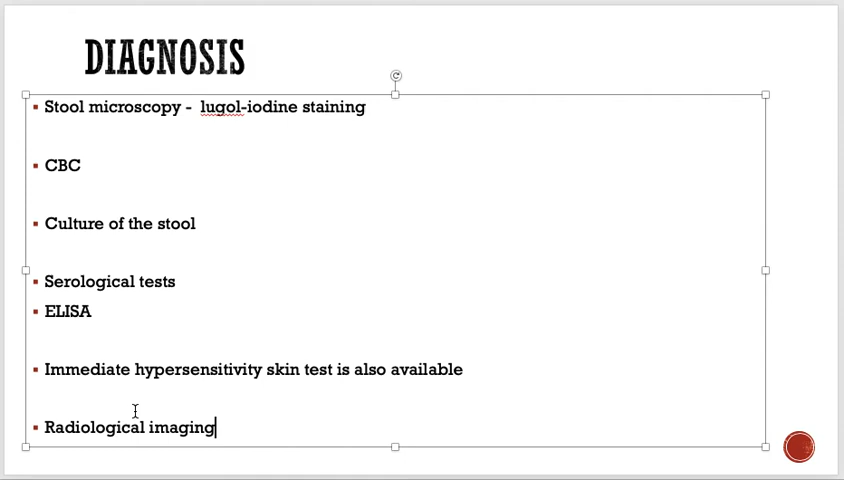 DIAGNOSIS
Stool microscopy - lugol-iodine staining
CBC
Culture of the stool
Serological tests
ELISA
Immediate hypersensitivity skin test is also available
Radiological imaging